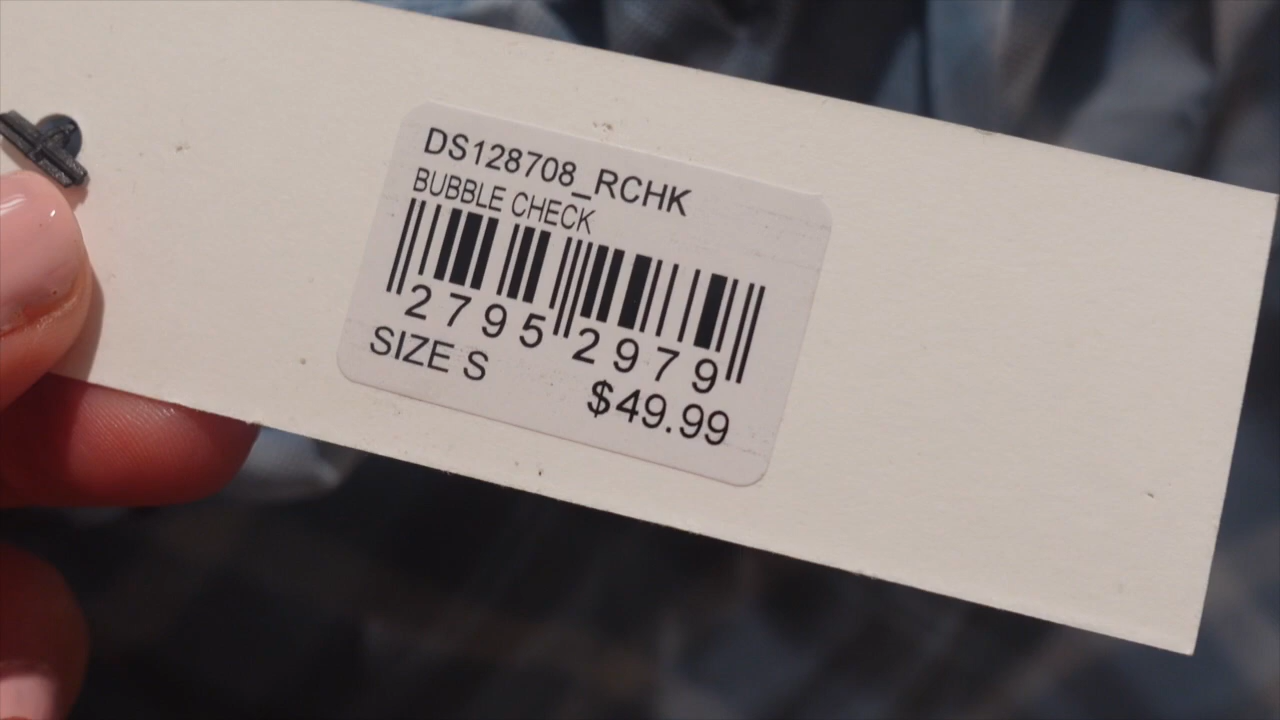 DS128708_RCHK
BUBBLE CHECK
2795 2979
SIZE S
$49.99